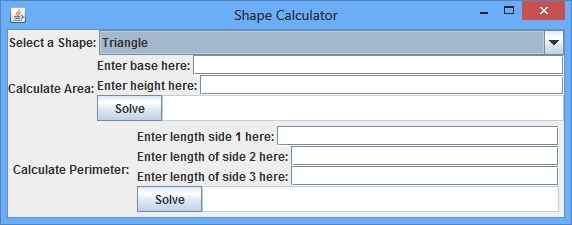 Shape Calculator
Select a Shape: Triangle
Enter base here:
Calculate Area: Enter height here:
Solve
Enter length side 1 here:
Enter length of side 2 here:
Calculate Perimeter: Enter length of side 3 here:
Solve